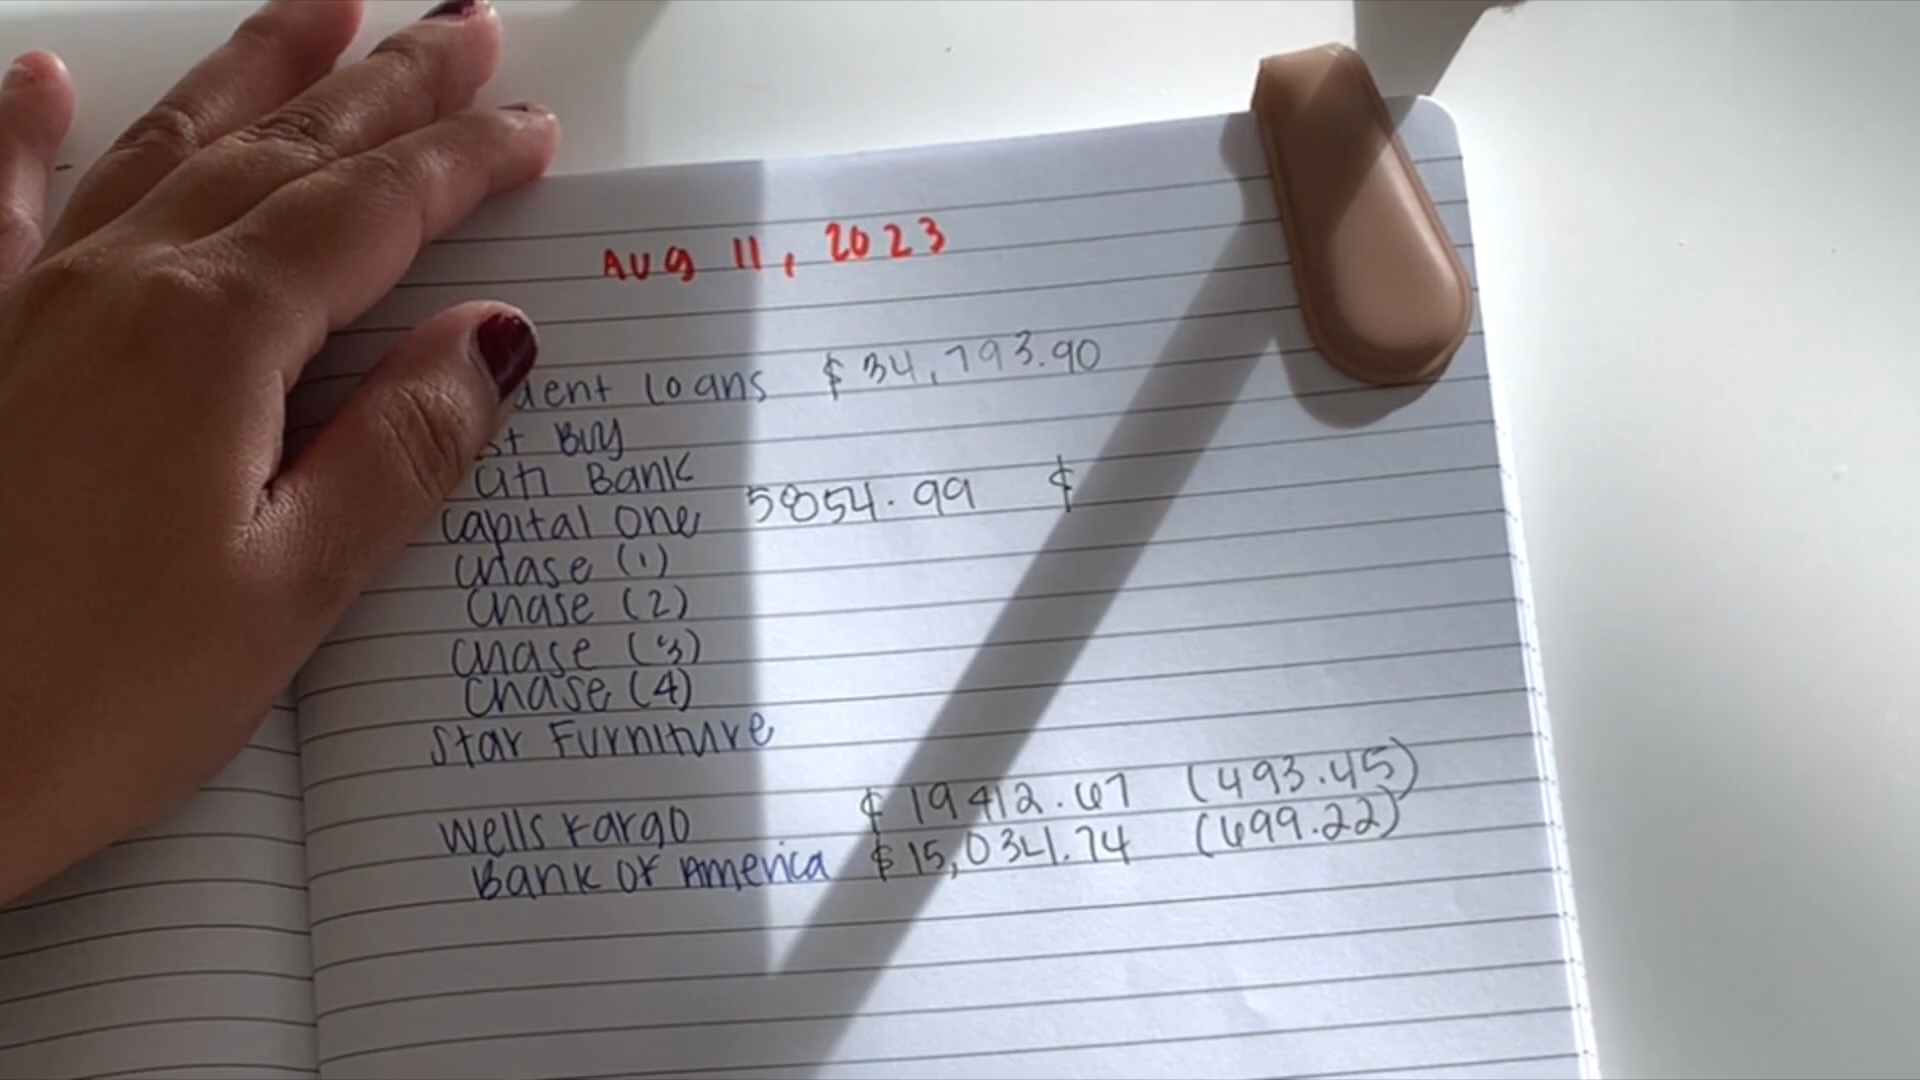 Aug 11, 2023
dent loans $34,793.90
st Buy
Citi Bank
Capital One 5854.99 $
Chase (1)
Chase (2)
Chase (3)
Chase (4)
Star Furniture
Wells Fargo $19412.67 (493.45)
Bank of America $15,034.74 (699.22)